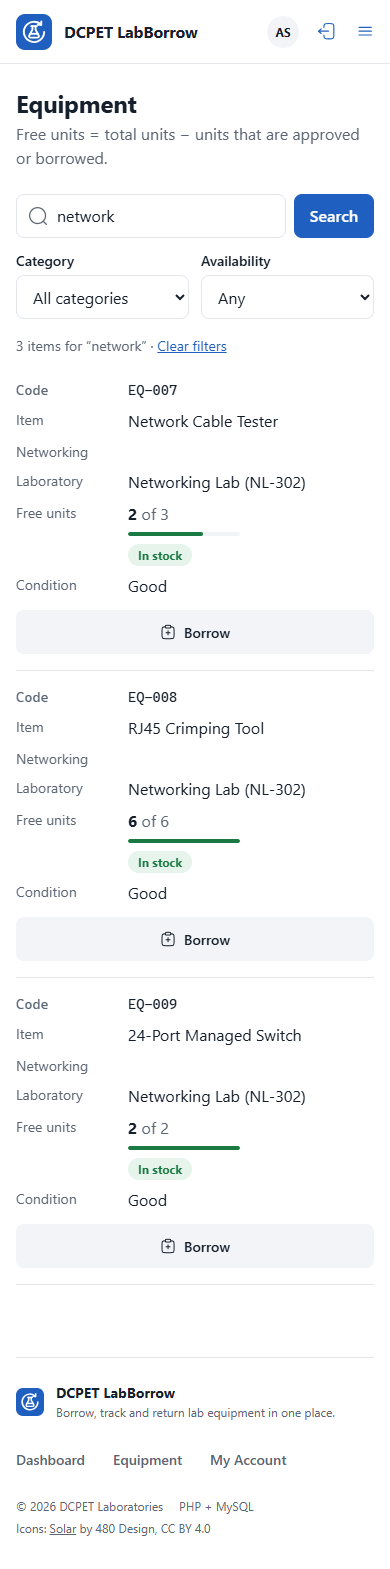 DCPET LabBorrow AS
Equipment
Free units = total units − units that are approved
or borrowed.
network Search
Category Availability
All categories Any
3 items for “network” · Clear filters
Code EQ-007
Item Network Cable Tester
Networking
Laboratory Networking Lab (NL-302)
Free units 2 of 3
In stock
Condition Good
Borrow
Code EQ-008
Item RJ45 Crimping Tool
Networking
Laboratory Networking Lab (NL-302)
Free units 6 of 6
In stock
Condition Good
Borrow
Code EQ-009
Item 24-Port Managed Switch
Networking
Laboratory Networking Lab (NL-302)
Free units 2 of 2
In stock
Condition Good
Borrow
DCPET LabBorrow
Borrow, track and return lab equipment in one place.
Dashboard Equipment My Account
© 2026 DCPET Laboratories PHP + MySQL
Icons: Solar by 480 Design, CC BY 4.0